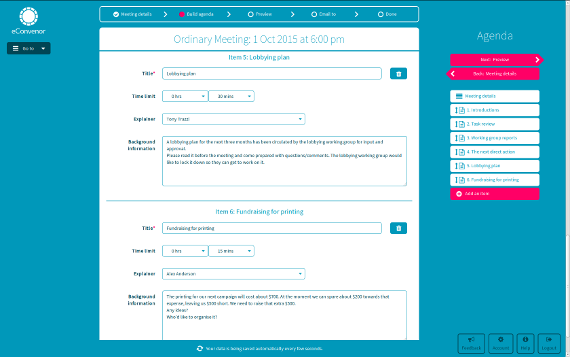 eConvenor
Go to
Meeting details
Build agenda
Preview
Email to
Done
Ordinary Meeting: 1 Oct 2015 at 6:00 pm
Item 5: Lobbying plan
Title*
Lobbying plan
Time limit
0 hrs
30 mins
Explainer
Background information
A lobbying plan for the next three months has been circulated by the lobbying working group for input and
approval.
Please read it before the meeting and come prepared with questions/comments. The lobbying working group would
like to lock it down so they can get to work on it.
Item 6: Fundraising for printing
Title*
Fundraising for printing
Time limit
0 hrs
15 mins
Explainer
Alex Anderson
Background information
The printing for our next campaign will cost about $700. At the moment we can spare about $200 towards that
expense, leaving us $500 short. We need to raise that extra $500.
Any ideas?
Who'd like to organise it?
Your data is being saved automatically every few seconds.
Agenda
Next: Preview
Back: Meeting details
Meeting details
1. Introductions
2. Task review
3. Working group reports
4. The next direct action
5. Lobbying plan
6. Fundraising for printing
Add an item
Feedback
Account
Help
Logout